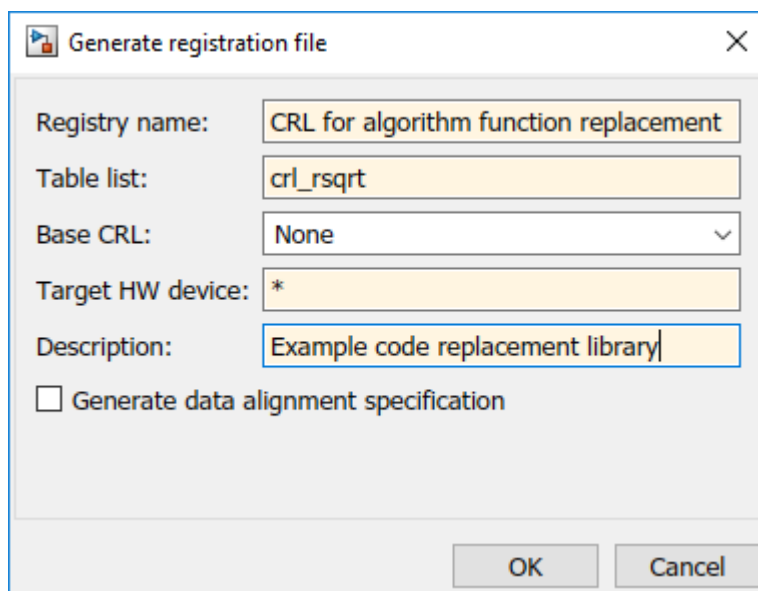 Generate registration file
Registry name: CRL for algorithm function replacement
Table list: crl_rsqrt
Base CRL: None
Target HW device: *
Description: Example code replacement library
Generate data alignment specification
OK Cancel